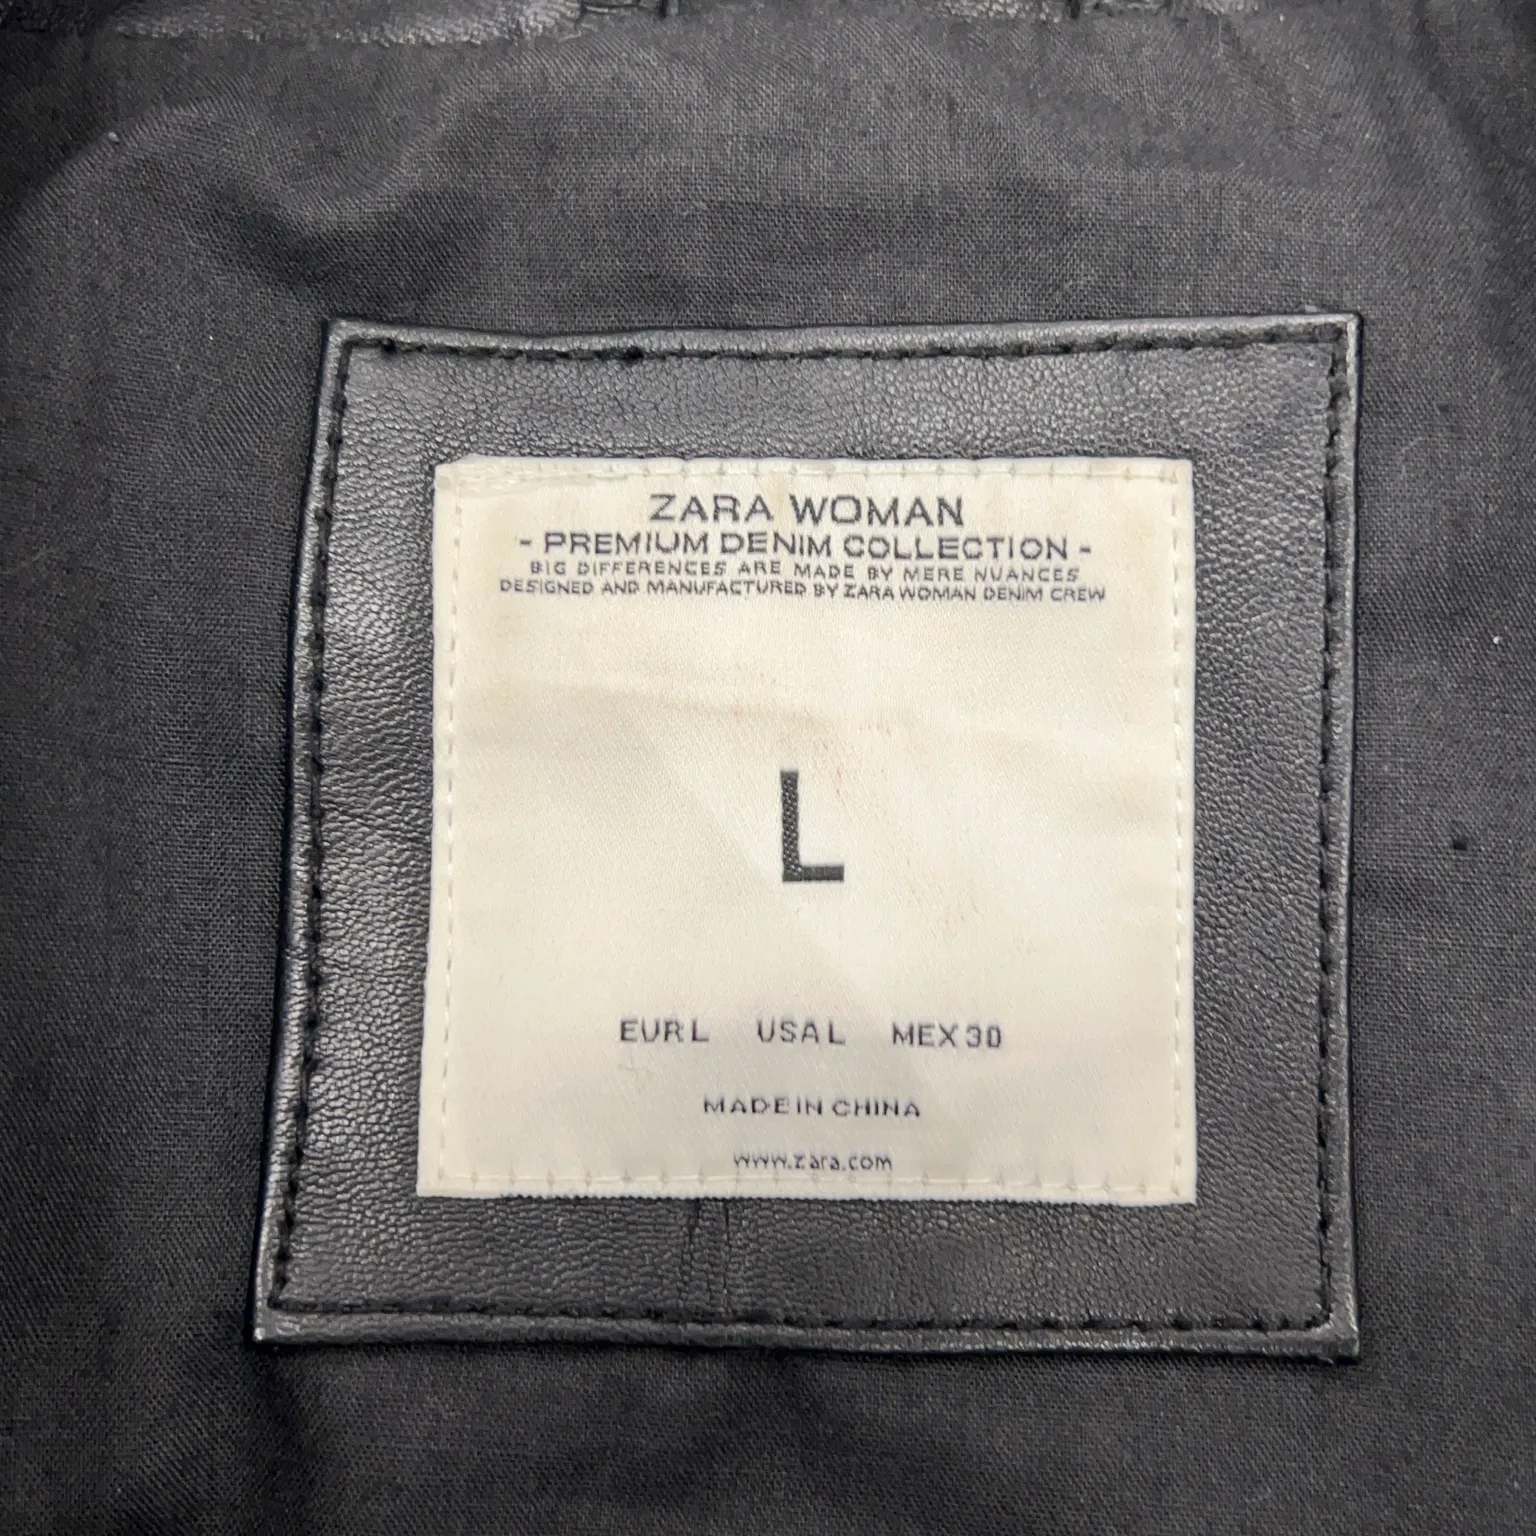 ZARA WOMAN
- PREMIUM DENIM COLLECTION -
BIG DIFFERENCES ARE MADE BY MERE NUANCES
DESIGNED AND MANUFACTURED BY ZARA WOMAN DENIM CREW
L
EUR L USA L MEX 30
MADE IN CHINA
www.zara.com